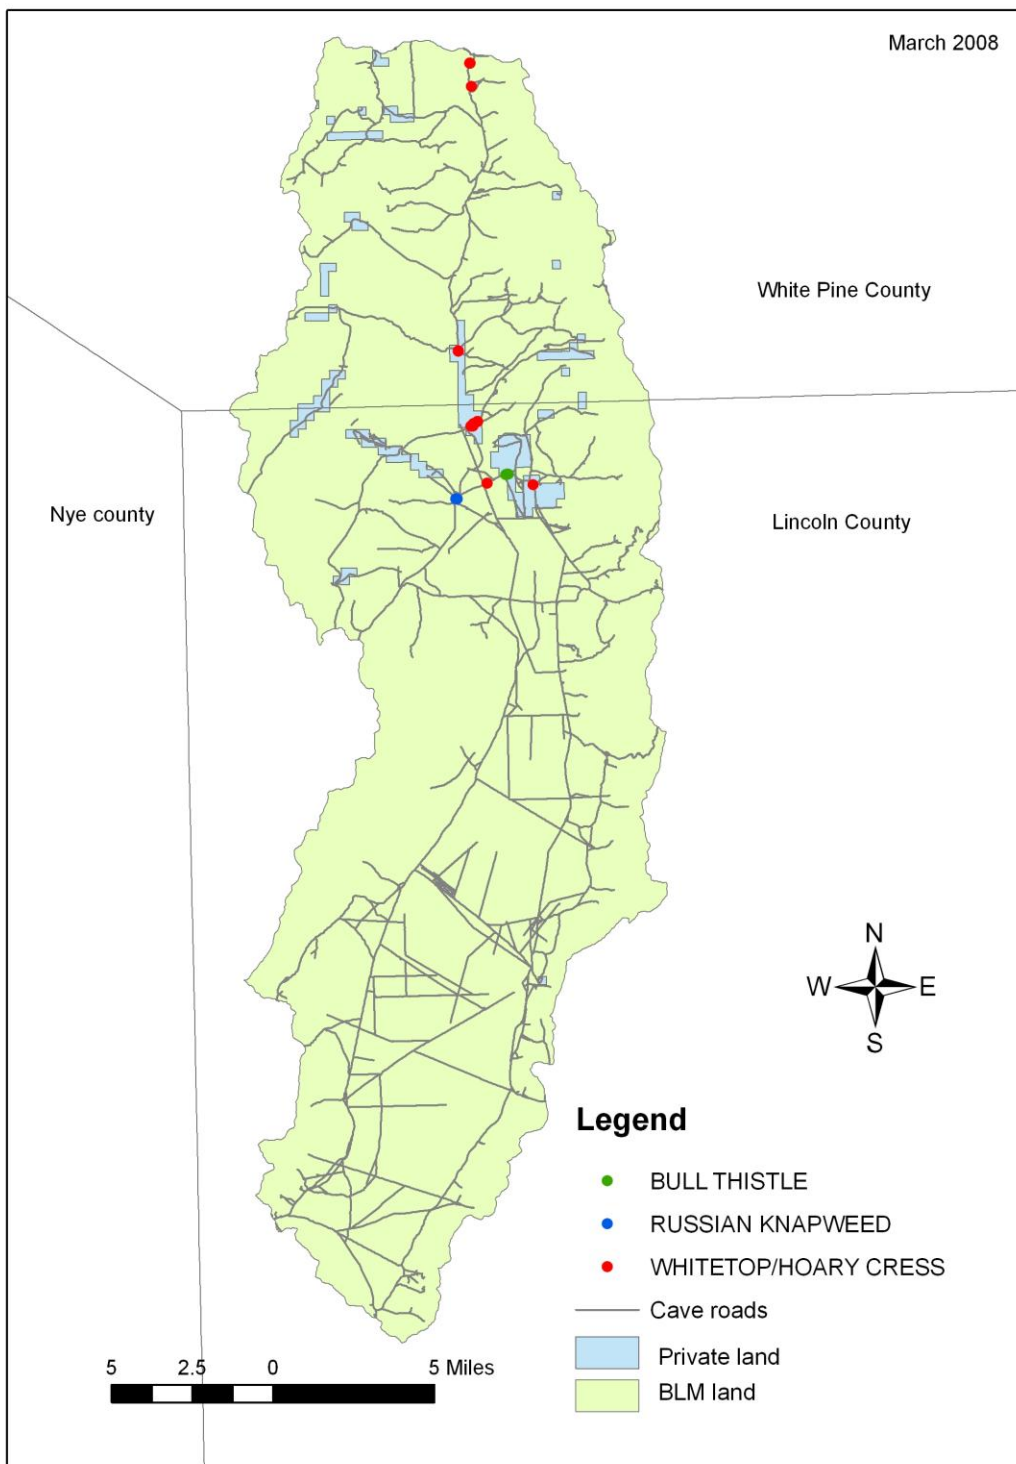 March 2008
White Pine County
Nye county
Lincoln County
N
W E
S
Legend
BULL THISTLE
RUSSIAN KNAPWEED
WHITETOP/HOARY CRESS
Cave roads
Private land
BLM land
5 2.5 0 5 Miles